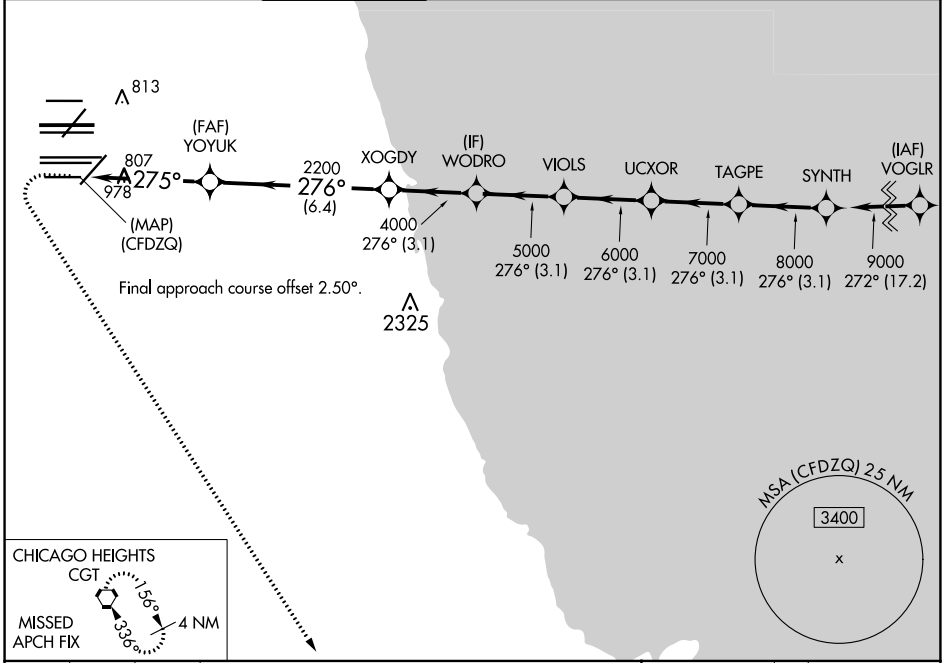 813
(FAF)
YOYUK
807
978
275°
(MAP)
(CFDZQ)
2200
276°
(6.4)
XOGDY
4000
276° (3.1)
(IF)
WODRO
5000
276° (3.1)
VIOLS
6000
276° (3.1)
UCXOR
7000
276° (3.1)
TAGPE
8000
276° (3.1)
SYNTH
9000
272° (17.2)
(IAF)
VOGLR
Final approach course offset 2.50°.
2325
MSA (CFDZQ) 25 NM
3400
x
CHICAGO HEIGHTS
CGT
156°
336°
4 NM
MISSED
APCH FIX